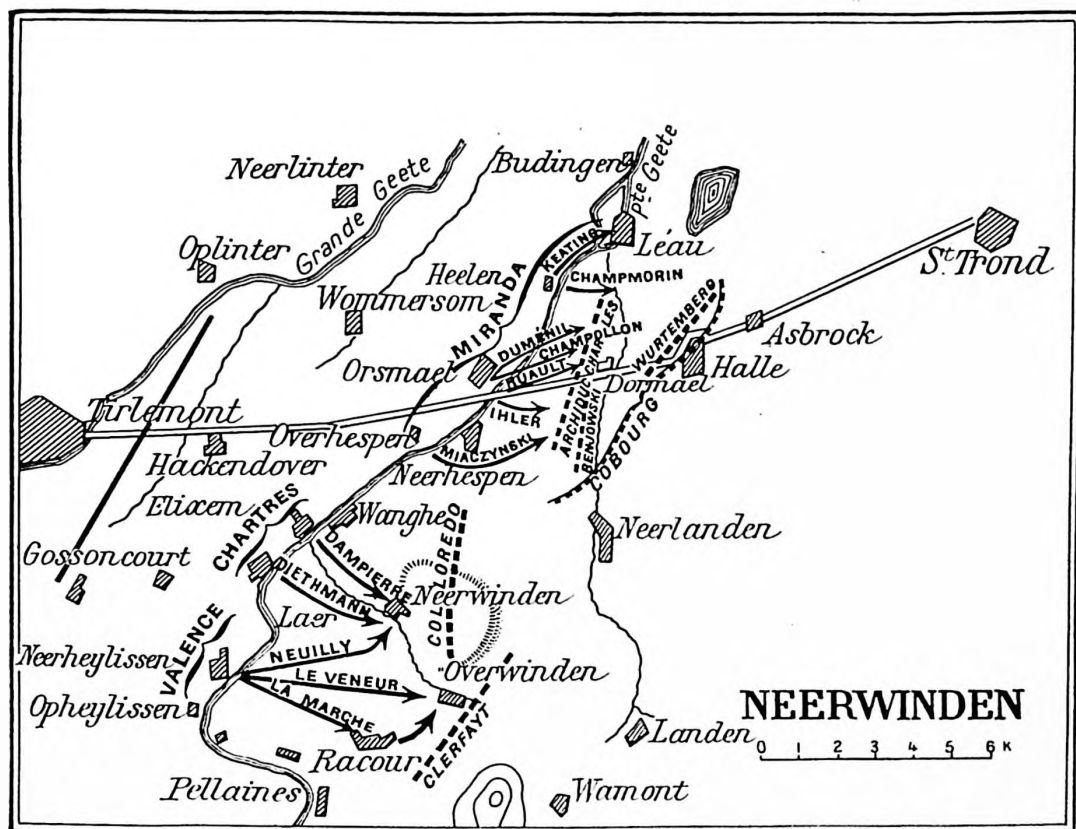 Neerlinter
Grande Geete
Budingen
Pte Geete
Oplinter
Heelen
KEATING
Léau
St Trond
Wommersom
MIRANDA
CHAMPMORIN
DUMENIL
CHAMPOLLON
RUAULT
ARCHIDUC CHARLES
BENJOWSKI
WURTEMBERG
COBOURG
Asbrock
Halle
Dormael
Orsmael
Tirlemont
IHLER
Overhespen
MIACZYNSKI
Hackendover
Neerhespen
Elixem
CHARTRES
Wanghe
DAMPIERRE
COLLOREDO
Neerlanden
Gossoncourt
DIETHMANN
Neerwinden
Laer
VALENCE
NEUILLY
Neerheylissen
Overwinden
LE VENEUR
Opheylissen
LA MARCHE
CLERFAYT
NEERWINDEN
Landen
0 1 2 3 4 5 6 K
Racour
Pellaines
Wamont